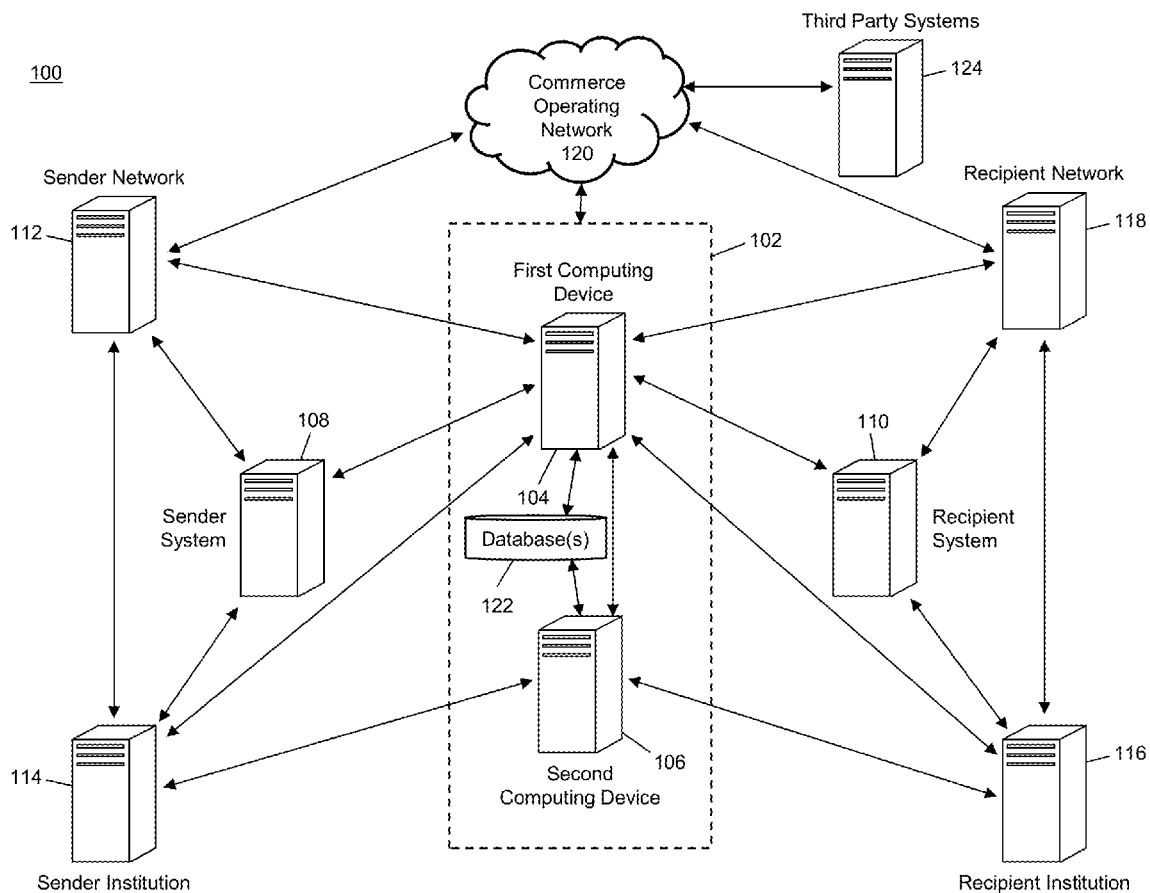 Third Party Systems
100
Commerce
Operating
Network
120
124
Sender Network
Recipient Network
112
118
102
First Computing
Device
108
110
104
Sender
System
Recipient
System
Database(s)
122
114
106
116
Second
Computing Device
Sender Institution
Recipient Institution